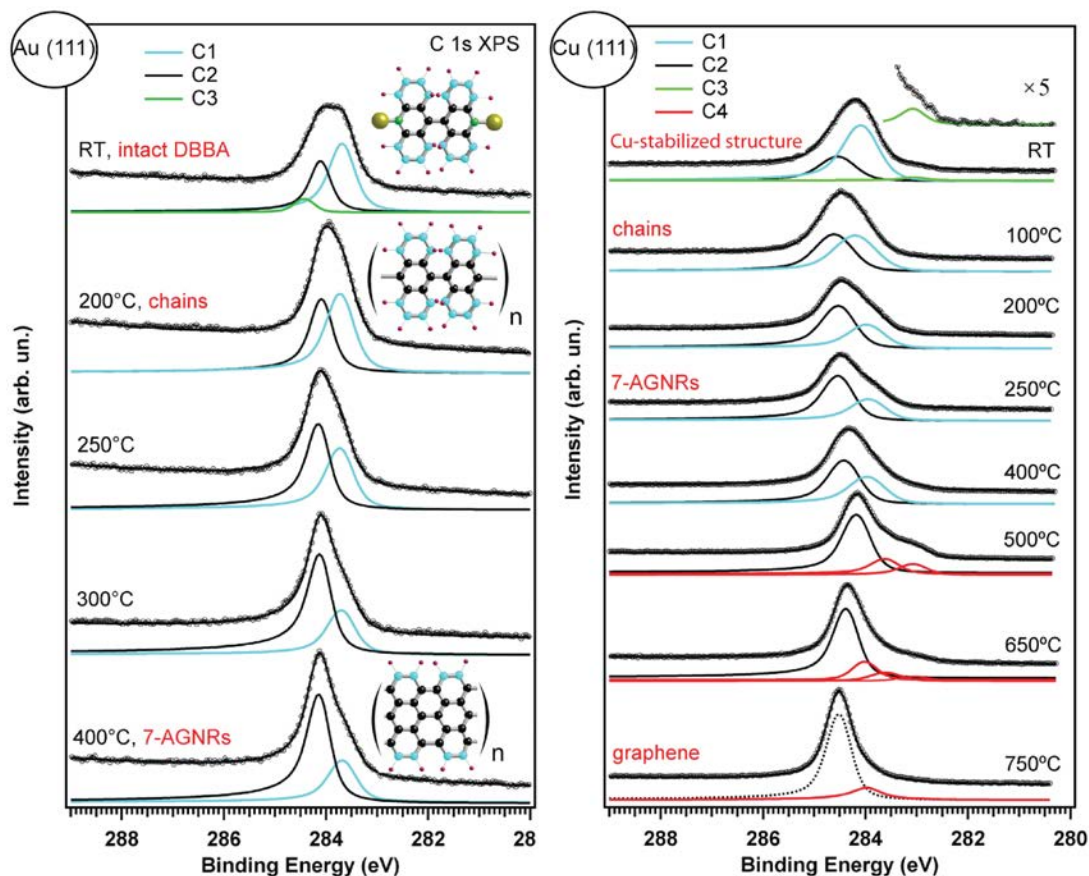 Au (111)
C1
C2
C3
C 1s XPS
RT, intact DBBA
200°C, chains
n
250°C
300°C
400°C, 7-AGNRs
n
288 286 284 282 28
Binding Energy (eV)
Intensity (arb. un.)
Cu (111)
C1
C2
C3
C4
×5
Cu-stabilized structure
RT
chains
100ºC
200ºC
7-AGNRs
250ºC
400ºC
500ºC
650ºC
graphene
750ºC
288 286 284 282 280
Binding Energy (eV)
Intensity (arb. un.)